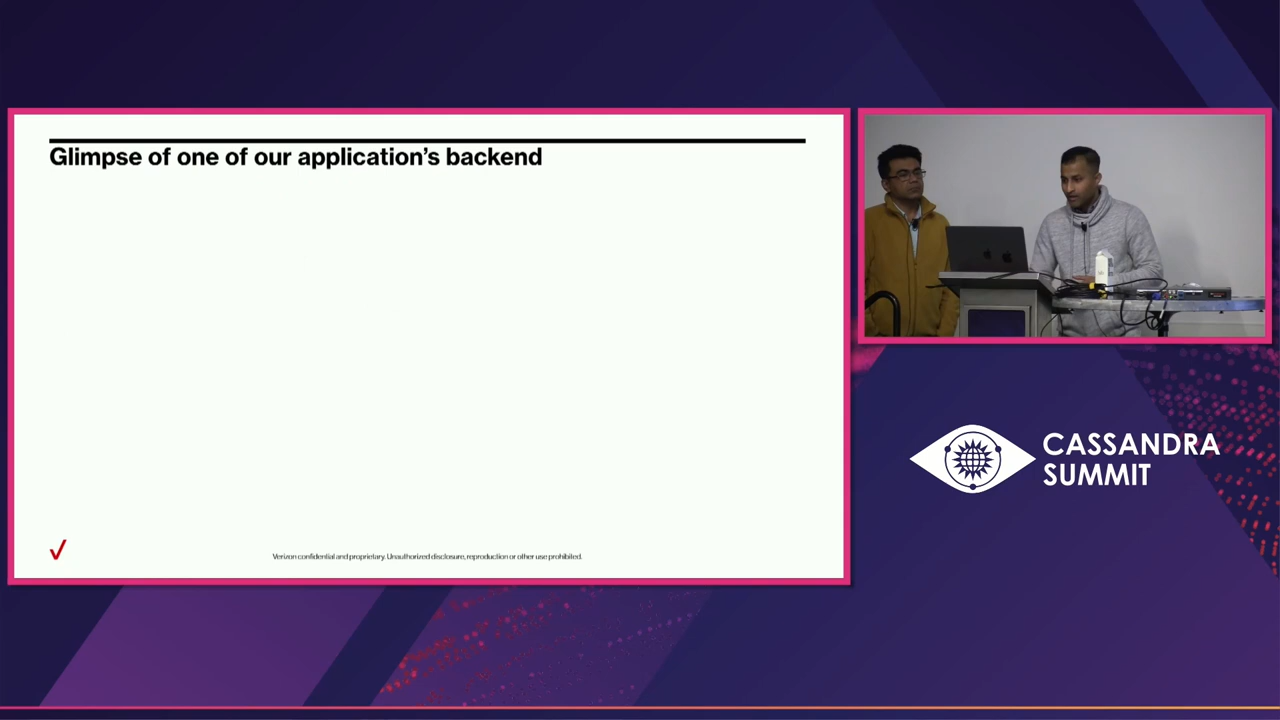 Glimpse of one of our application's backend
Verizon confidential and proprietary. Unauthorized disclosure, reproduction or other use prohibited.
CASSANDRA
SUMMIT